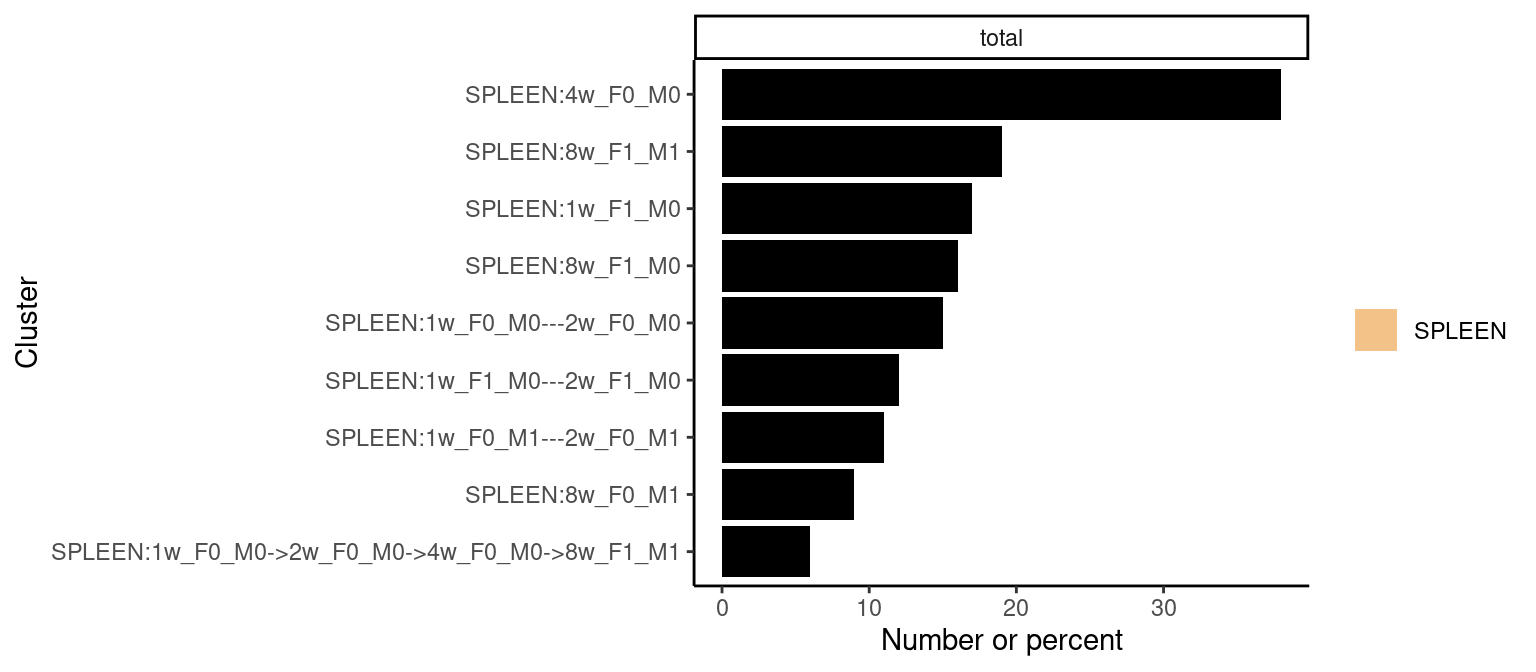 total
SPLEEN:4w_F0_M0
SPLEEN:8w_F1_M1
SPLEEN:1w_F1_M0
SPLEEN:8w_F1_M0
SPLEEN:1w_F0_M0---2w_F0_M0
SPLEEN:1w_F1_M0---2w_F1_M0
SPLEEN:1w_F0_M1---2w_F0_M1
SPLEEN:8w_F0_M1
SPLEEN:1w_F0_M0->2w_F0_M0->4w_F0_M0->8w_F1_M1
Cluster
0 10 20 30
Number or percent
SPLEEN